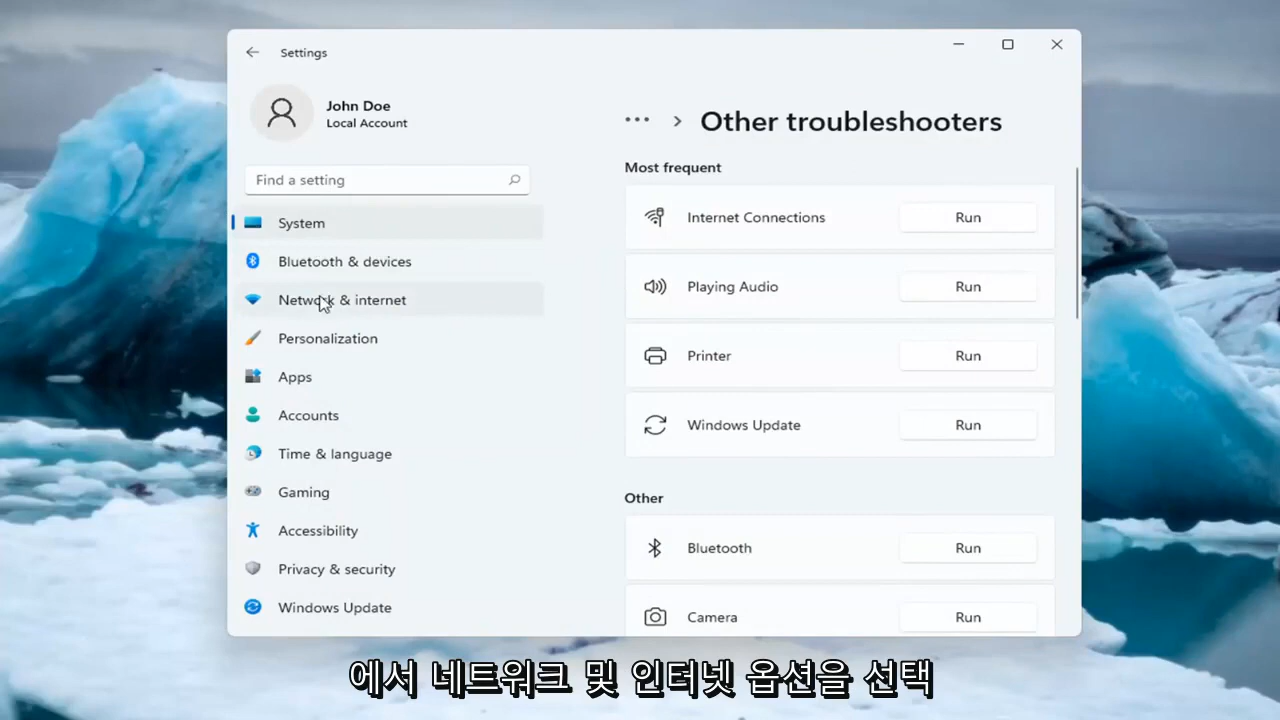 Settings
John Doe
Local Account
Find a setting
System
Bluetooth & devices
Network & internet
Personalization
Apps
Accounts
Time & language
Gaming
Accessibility
Privacy & security
Windows Update
Other troubleshooters
Most frequent
Internet Connections Run
Playing Audio Run
Printer Run
Windows Update Run
Other
Bluetooth Run
Camera Run
에서 네트워크 및 인터넷 옵션을 선택